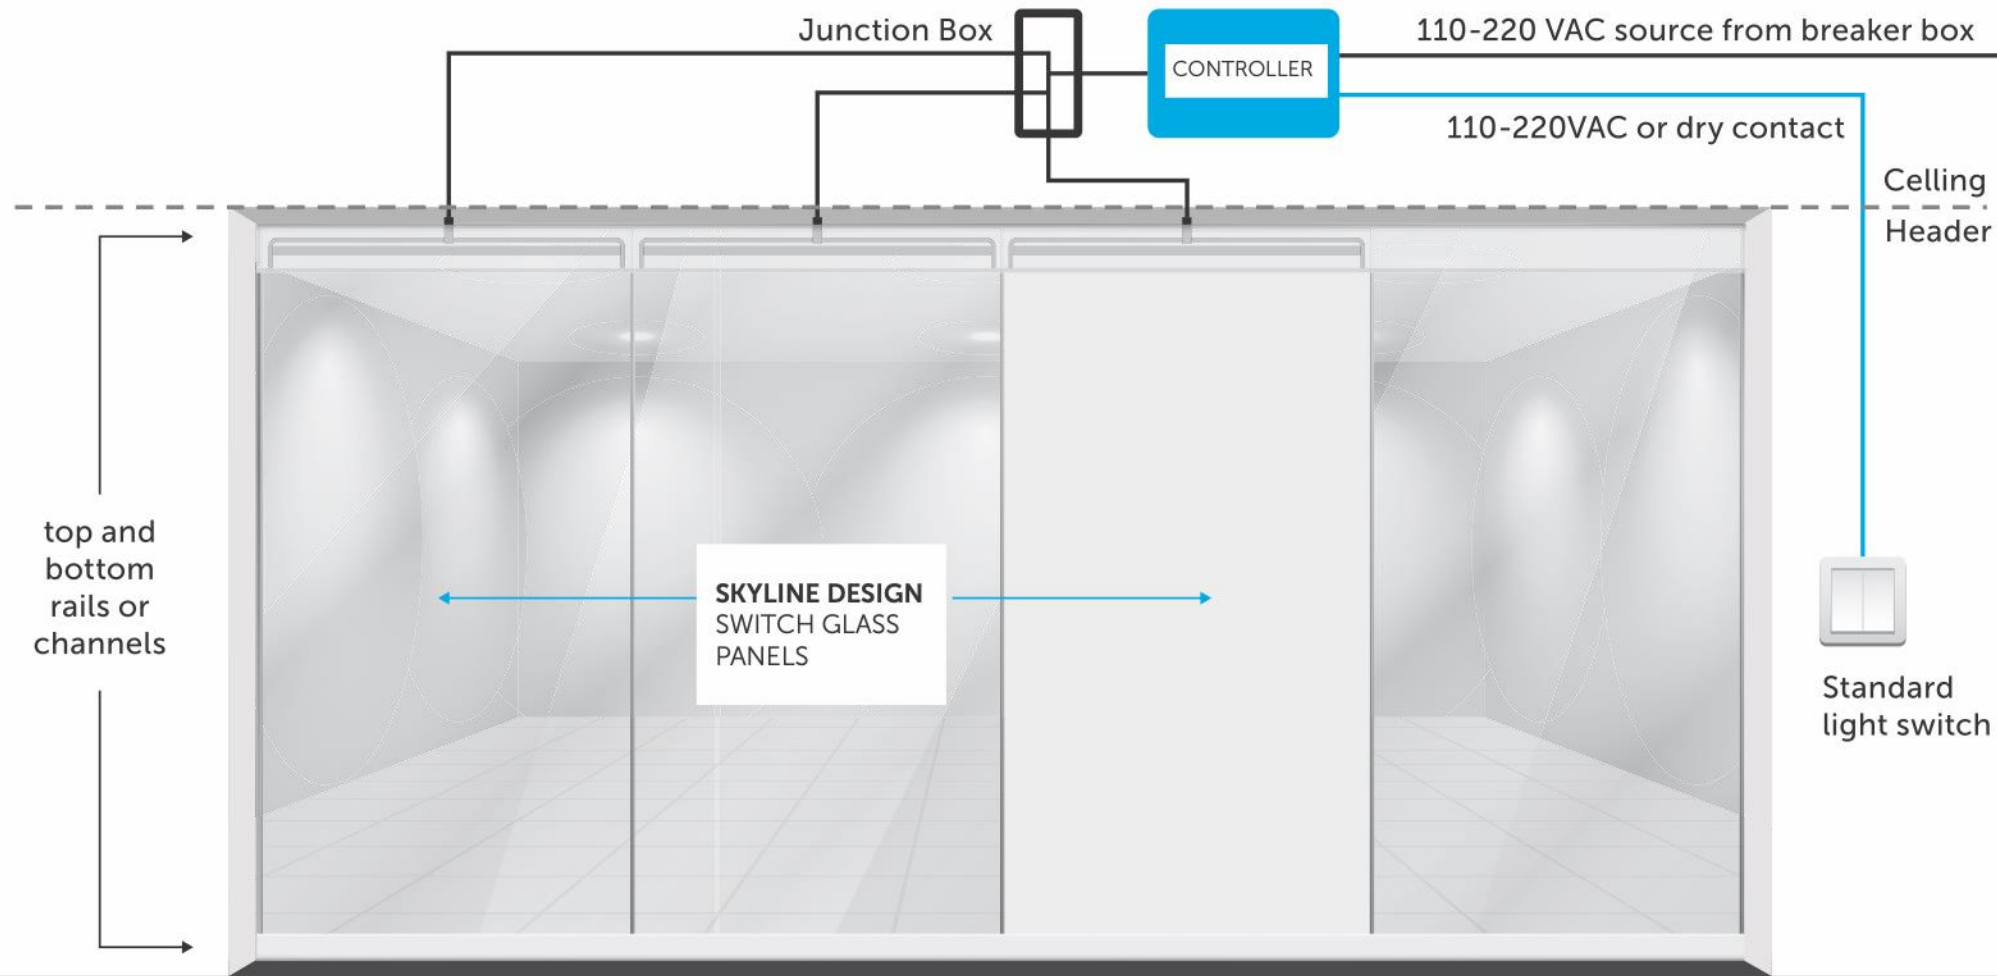 Junction Box
CONTROLLER
110-220 VAC source from breaker box
110-220VAC or dry contact
Celling
Header
top and
bottom
rails or
channels
SKYLINE DESIGN
SWITCH GLASS
PANELS
Standard
light switch